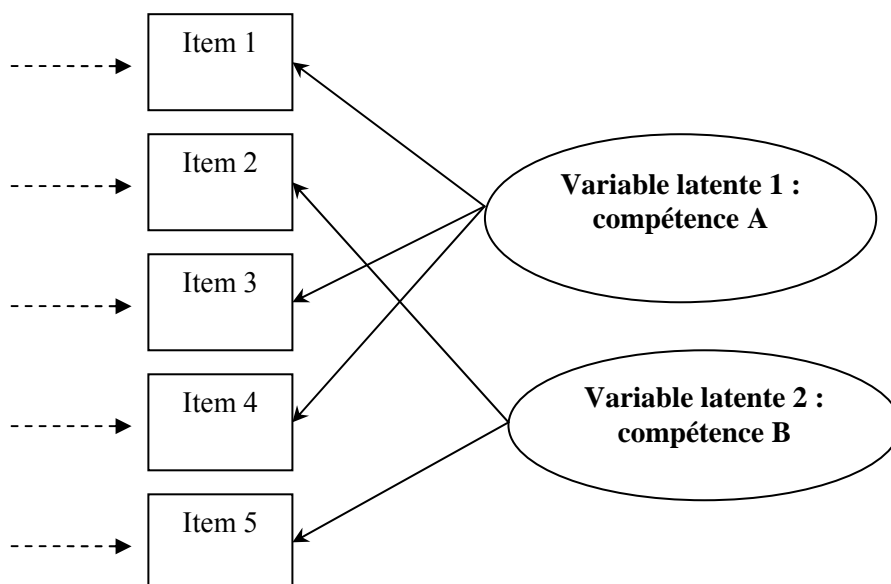 Item 1
Item 2
Item 3
Item 4
Item 5
Variable latente 1 :
compétence A
Variable latente 2 :
compétence B